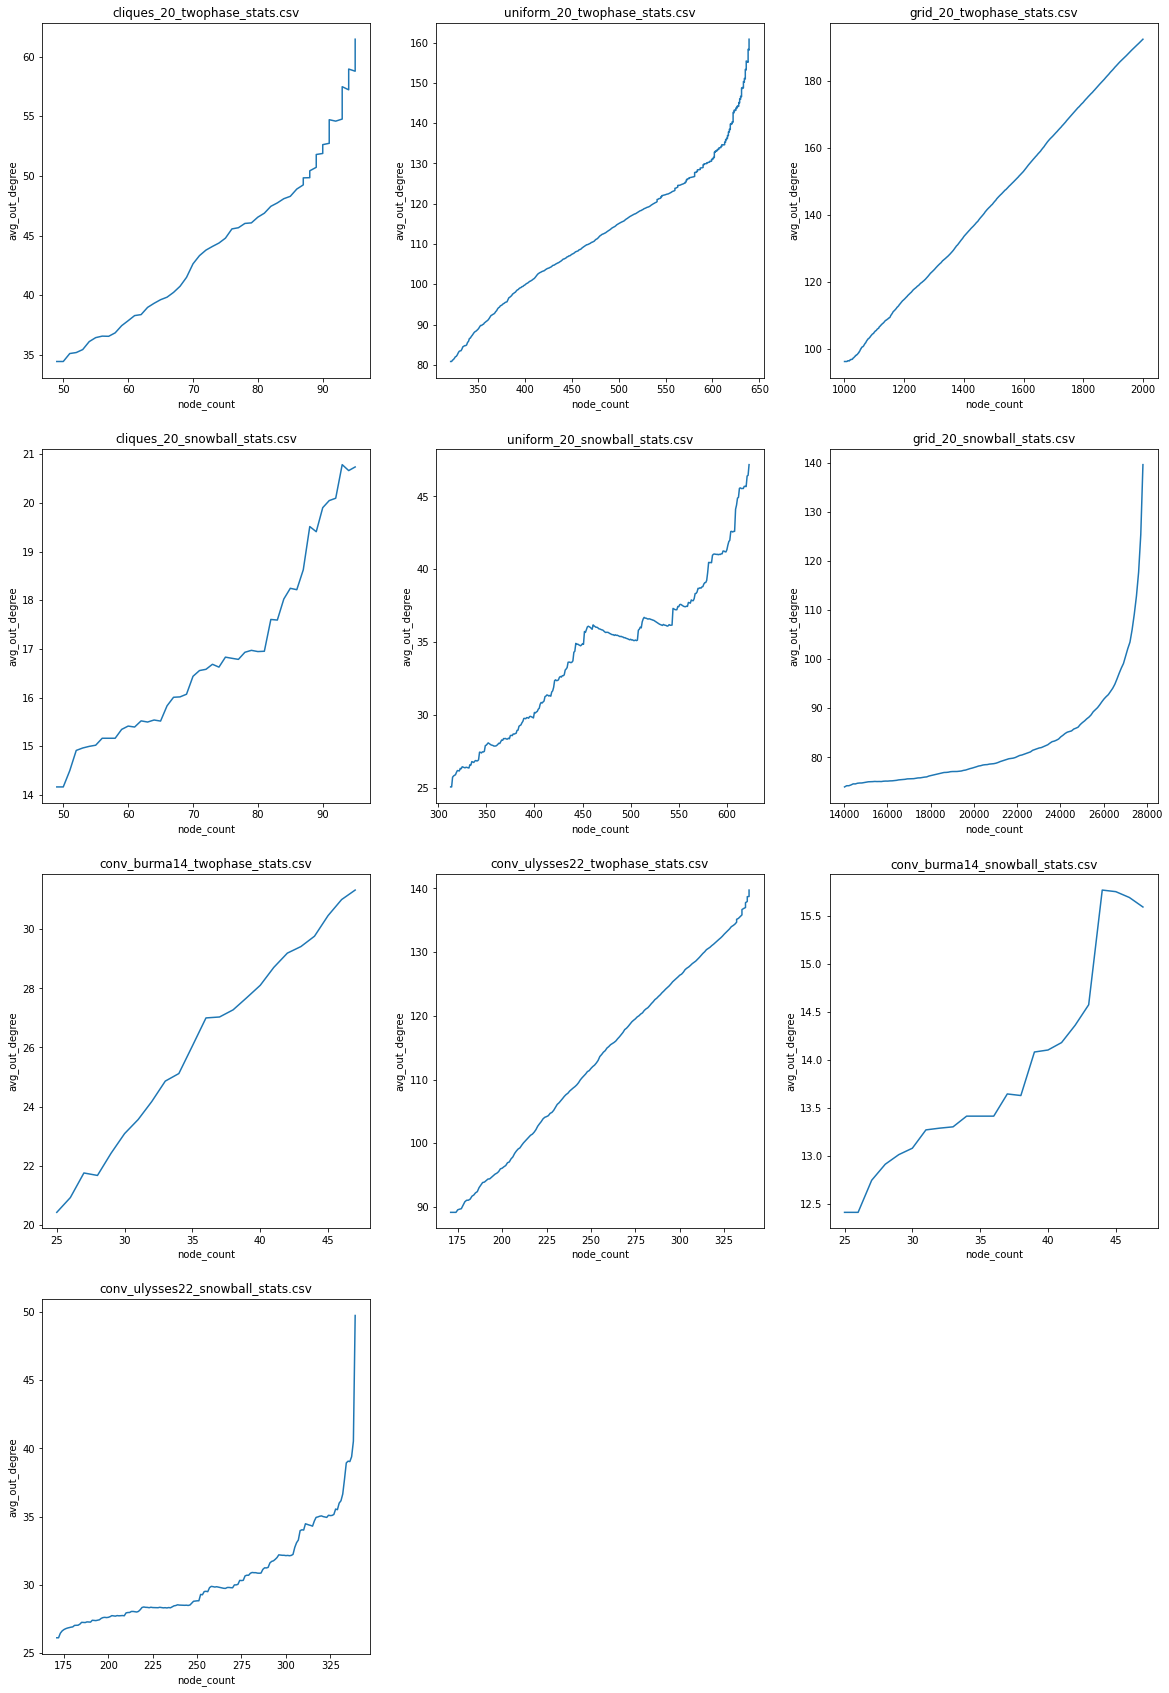 cliques_20_twophase_stats.csv
avg_out_degree
60
55
50
45
40
35
50 60 70 80 90
node_count
uniform_20_twophase_stats.csv
avg_out_degree
160
150
140
130
120
110
100
90
80
350 400 450 500 550 600 650
node_count
grid_20_twophase_stats.csv
avg_out_degree
180
160
140
120
100
1000 1200 1400 1600 1800 2000
node_count
cliques_20_snowball_stats.csv
avg_out_degree
21
20
19
18
17
16
15
14
50 60 70 80 90
node_count
uniform_20_snowball_stats.csv
avg_out_degree
45
40
35
30
25
300 350 400 450 500 550 600
node_count
grid_20_snowball_stats.csv
avg_out_degree
140
130
120
110
100
90
80
14000 16000 18000 20000 22000 24000 26000 28000
node_count
conv_burma14_twophase_stats.csv
avg_out_degree
30
28
26
24
22
20
25 30 35 40 45
node_count
conv_ulysses22_twophase_stats.csv
avg_out_degree
140
130
120
110
100
90
175 200 225 250 275 300 325
node_count
conv_burma14_snowball_stats.csv
avg_out_degree
15.5
15.0
14.5
14.0
13.5
13.0
12.5
25 30 35 40 45
node_count
conv_ulysses22_snowball_stats.csv
avg_out_degree
50
45
40
35
30
25
175 200 225 250 275 300 325
node_count